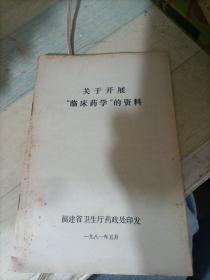 关于开展
“临床药学”的资料
福建省卫生厅药政处印发
一九八一年五月